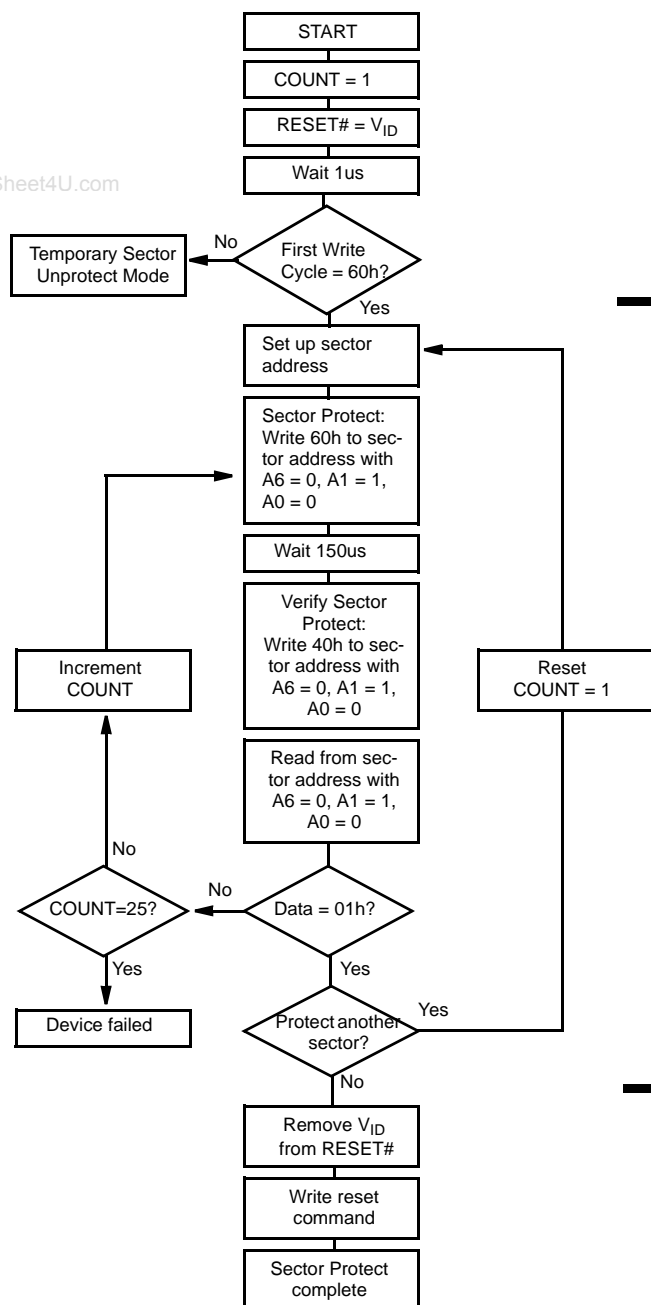 START
COUNT = 1
RESET# = VID
Wait 1us
Sheet4U.com
First Write
Cycle = 60h?
No
Temporary Sector
Unprotect Mode
Yes
Set up sector
address
Sector Protect:
Write 60h to sec-
tor address with
A6 = 0, A1 = 1,
A0 = 0
Wait 150us
Verify Sector
Protect:
Write 40h to sec-
tor address with
A6 = 0, A1 = 1,
A0 = 0
Increment
COUNT
Reset
COUNT = 1
Read from sec-
tor address with
A6 = 0, A1 = 1,
A0 = 0
No
COUNT=25?
No
Data = 01h?
Yes
Device failed
Yes
Protect another
sector?
Yes
No
Remove VID
from RESET#
Write reset
command
Sector Protect
complete